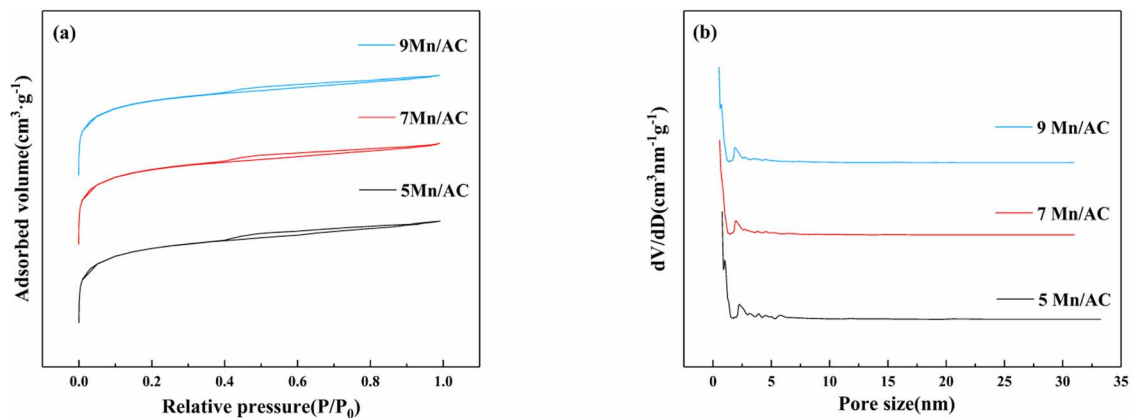 (a)
9Mn/AC
7Mn/AC
5Mn/AC
Adsorbed volume(cm³·g⁻¹)
0.0 0.2 0.4 0.6 0.8 1.0
Relative pressure(P/P₀)
(b)
9 Mn/AC
7 Mn/AC
5 Mn/AC
dV/dD(cm³nm⁻¹g⁻¹)
0 5 10 15 20 25 30 35
Pore size(nm)